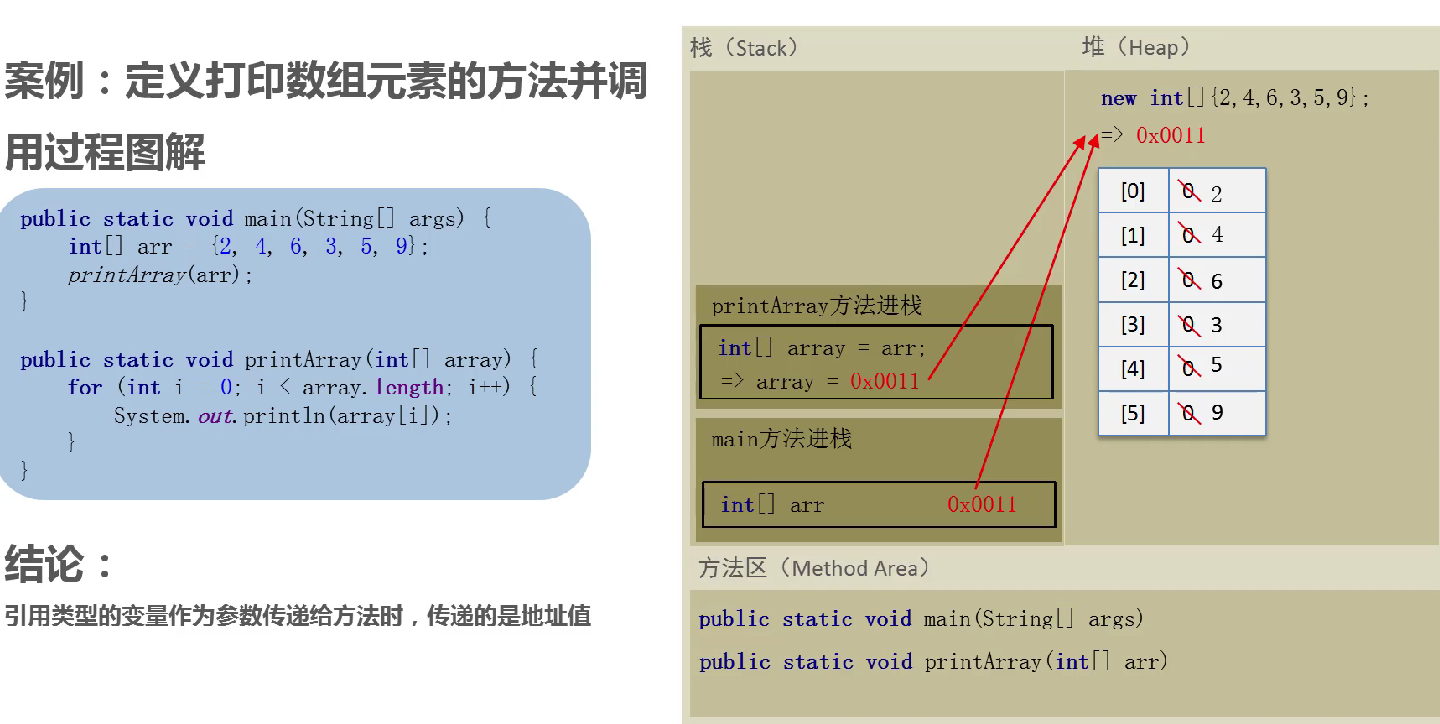 案例：定义打印数组元素的方法并调
用过程图解
public static void main(String[] args) {
int[] arr {2, 4, 6, 3, 5, 9};
printArray(arr);
}
public static void printArray(int[] array) {
for (int i 0; i < array.length; i++) {
System.out.println(array[i]);
}
}
结论：
引用类型的变量作为参数传递给方法时，传递的是地址值
栈（Stack）
printArray方法进栈
int[] array = arr;
=> array = 0x0011
main方法进栈
int[] arr 0x0011
堆（Heap）
new int[]{2,4,6,3,5,9};
=> 0x0011
[0] 0 2
[1] 0 4
[2] 0 6
[3] 0 3
[4] 0 5
[5] 0 9
方法区（Method Area）
public static void main(String[] args)
public static void printArray(int[] arr)